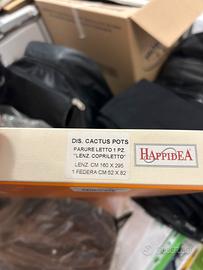 DIS. CACTUS POTS
PARURE LETTO 1 PZ.
"LENZ. COPRILETTO"
LENZ. CM 160 X 295
1 FEDERA CM 52 X 82
HAPPIDEA
subito